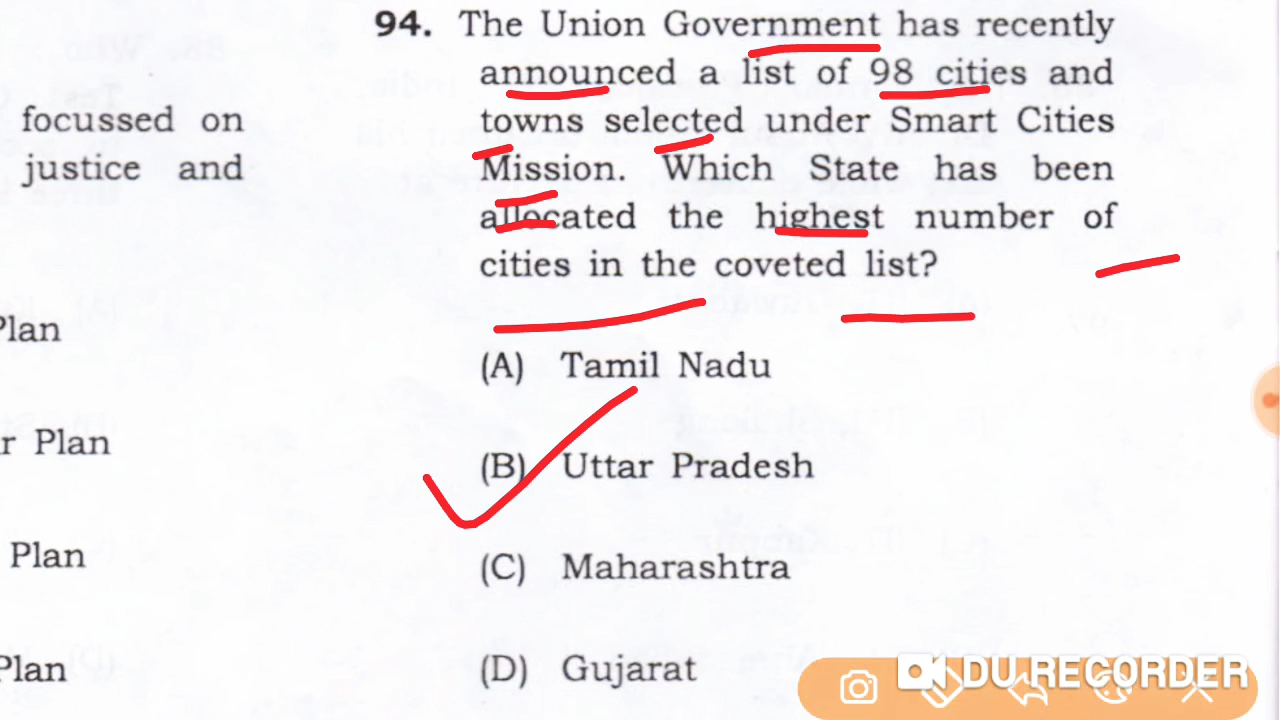 focussed on
justice and
Plan
r Plan
Plan
Plan
94. The Union Government has recently
announced a list of 98 cities and
towns selected under Smart Cities
Mission. Which State has been
allocated the highest number of
cities in the coveted list?
(A) Tamil Nadu
(B) Uttar Pradesh
(C) Maharashtra
(D) Gujarat
DU RECORDER